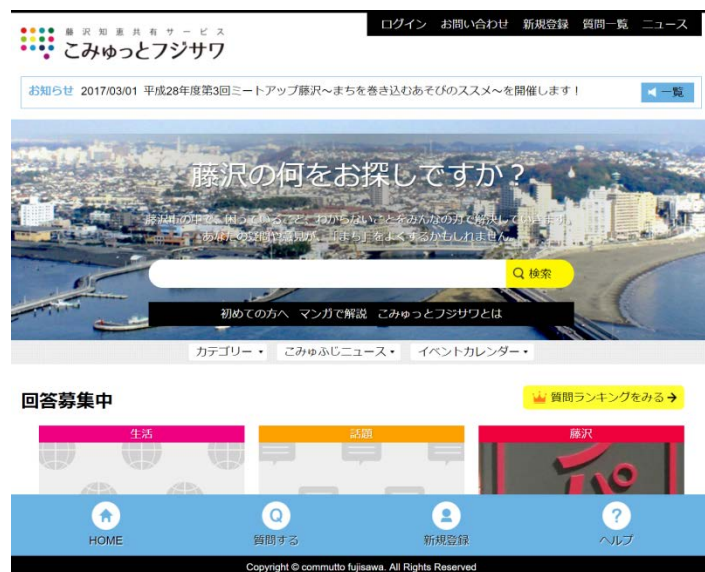 ログイン お問い合わせ 新規登録 質問一覧 ニュース
藤沢知恵共有サービス
こみゅっとフジサワ
お知らせ 2017/03/01 平成28年度第3回ミートアップ藤沢～まちを巻き込むあそびのススメ～を開催します！ 一覧
藤沢の何をお探しですか？
藤沢市の中で、困っていること、わからないことをみんなの力で解決していきます。
あなたの疑問や意見が、「まち」をよくするかもしれません。
検索
初めての方へ マンガで解説 こみゅっとフジサワとは
カテゴリー・ こみゅふじニュース・ イベントカレンダー・
回答募集中
質問ランキングをみる→
生活 話題 藤沢
HOME 質問する 新規登録 ヘルプ
Copyright © commutto fujisawa. All Rights Reserved